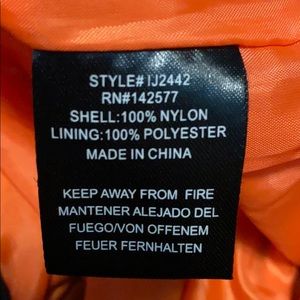 STYLE# IJ2442
RN#142577
SHELL:100% NYLON
LINING:100% POLYESTER
MADE IN CHINA
KEEP AWAY FROM FIRE
MANTENER ALEJADO DEL
FUEGO/VON OFFENEM
FEUER FERNHALTEN